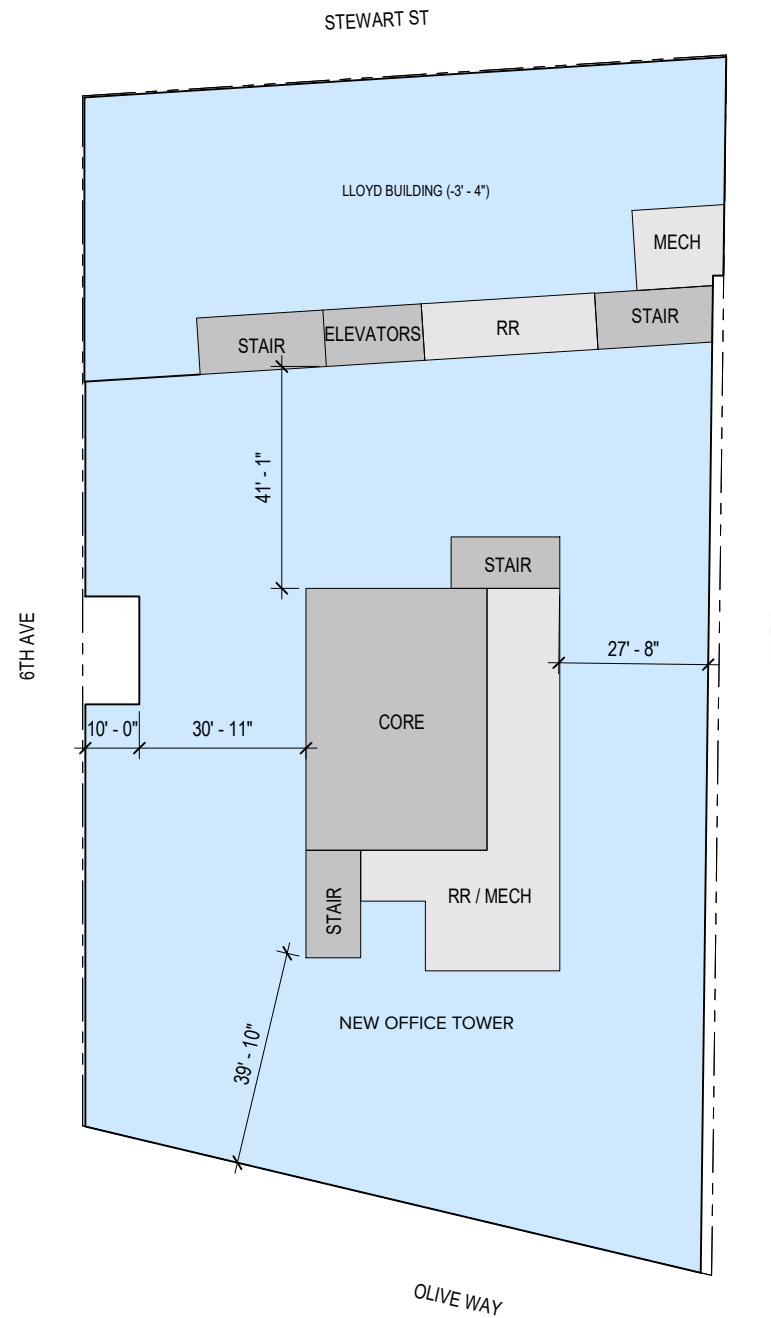 STEWART ST
LLOYD BUILDING (-3' - 4")
MECH
STAIR
ELEVATORS
RR
STAIR
41' - 1"
STAIR
6TH AVE
27' - 8"
10' - 0"
30' - 11"
CORE
STAIR
RR / MECH
39' - 10"
NEW OFFICE TOWER
OLIVE WAY